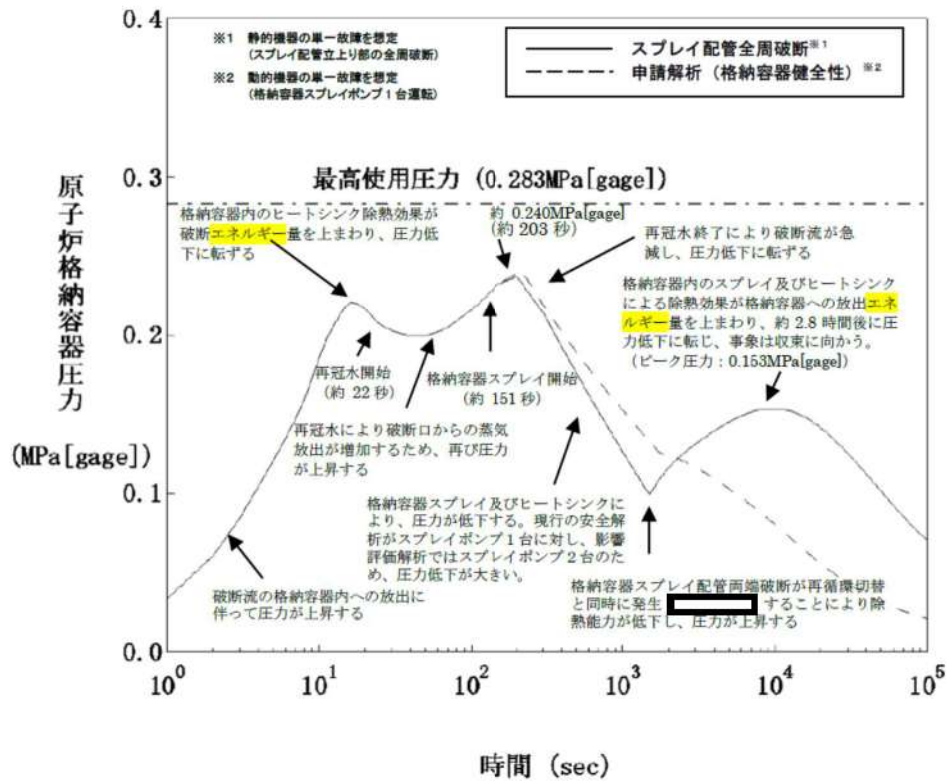 0.4
※1 静的機器の単一故障を想定
(スプレイ配管立上り部の全周破断)
※2 動的機器の単一故障を想定
(格納容器スプレイポンプ1台運転)
スプレイ配管全周破断※1
申請解析（格納容器健全性）※2
0.3
最高使用圧力 (0.283MPa[gage])
格納容器内のヒートシンク除熱効果が
破断エネルギー量を上まわり、圧力低
下に転ずる
約 0.240MPa[gage]
(約 203 秒)
再冠水終了により破断流が急
減し、圧力低下に転ずる
格納容器内のスプレイ及びヒートシンク
による除熱効果が格納容器への放出エネ
ルギー量を上まわり、約 2.8 時間後に圧
力低下に転じ、事象は収束に向かう。
（ピーク圧力：0.153MPa[gage]）
原子炉格納容器圧力
(MPa[gage])
0.2
再冠水開始
（約 22 秒）
格納容器スプレイ開始
（約 151 秒）
再冠水により破断口からの蒸気
放出が増加するため、再び圧力
が上昇する
0.1
格納容器スプレイ及びヒートシンクに
より、圧力が低下する。現行の安全解
析がスプレイポンプ1台に対し、影響
評価解析ではスプレイポンプ2台のた
め、圧力低下が大きい。
破断流の格納容器内への放出に
伴って圧力が上昇する
格納容器スプレイ配管両端破断が再循環切替
と同時に発生 することにより除
熱能力が低下し、圧力が上昇する
0.0
10⁰ 10¹ 10² 10³ 10⁴ 10⁵
時間 (sec)